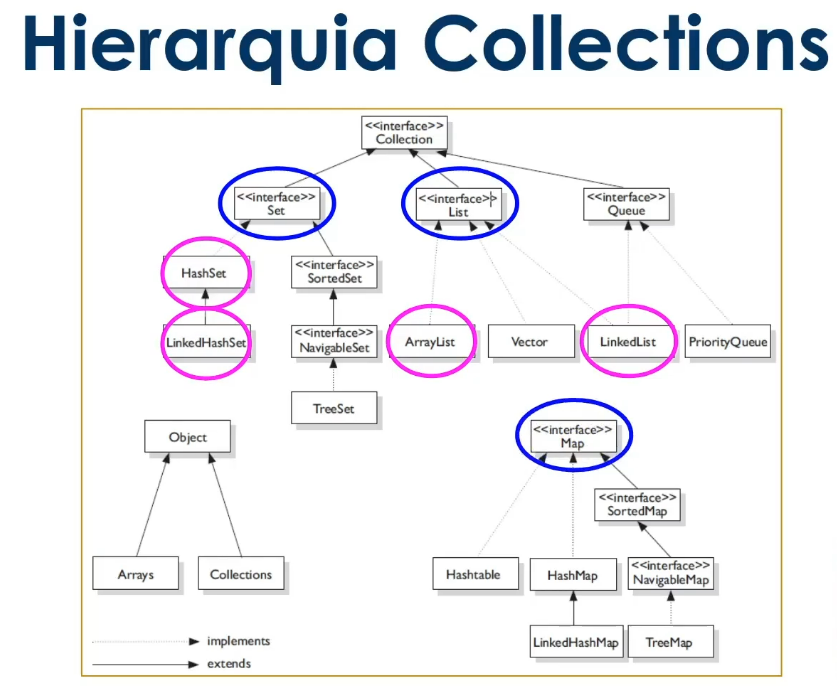 Hierarquia Collections
<<interface>>
Collection
<<interface>>
Set
<<interface>>
List
<<interface>>
Queue
HashSet
<<interface>>
SortedSet
LinkedHashSet
<<interface>>
NavigableSet
ArrayList
Vector
LinkedList
PriorityQueue
TreeSet
Object
<<interface>>
Map
<<interface>>
SortedMap
Arrays
Collections
Hashtable
HashMap
<<interface>>
NavigableMap
LinkedHashMap
TreeMap
implements
extends